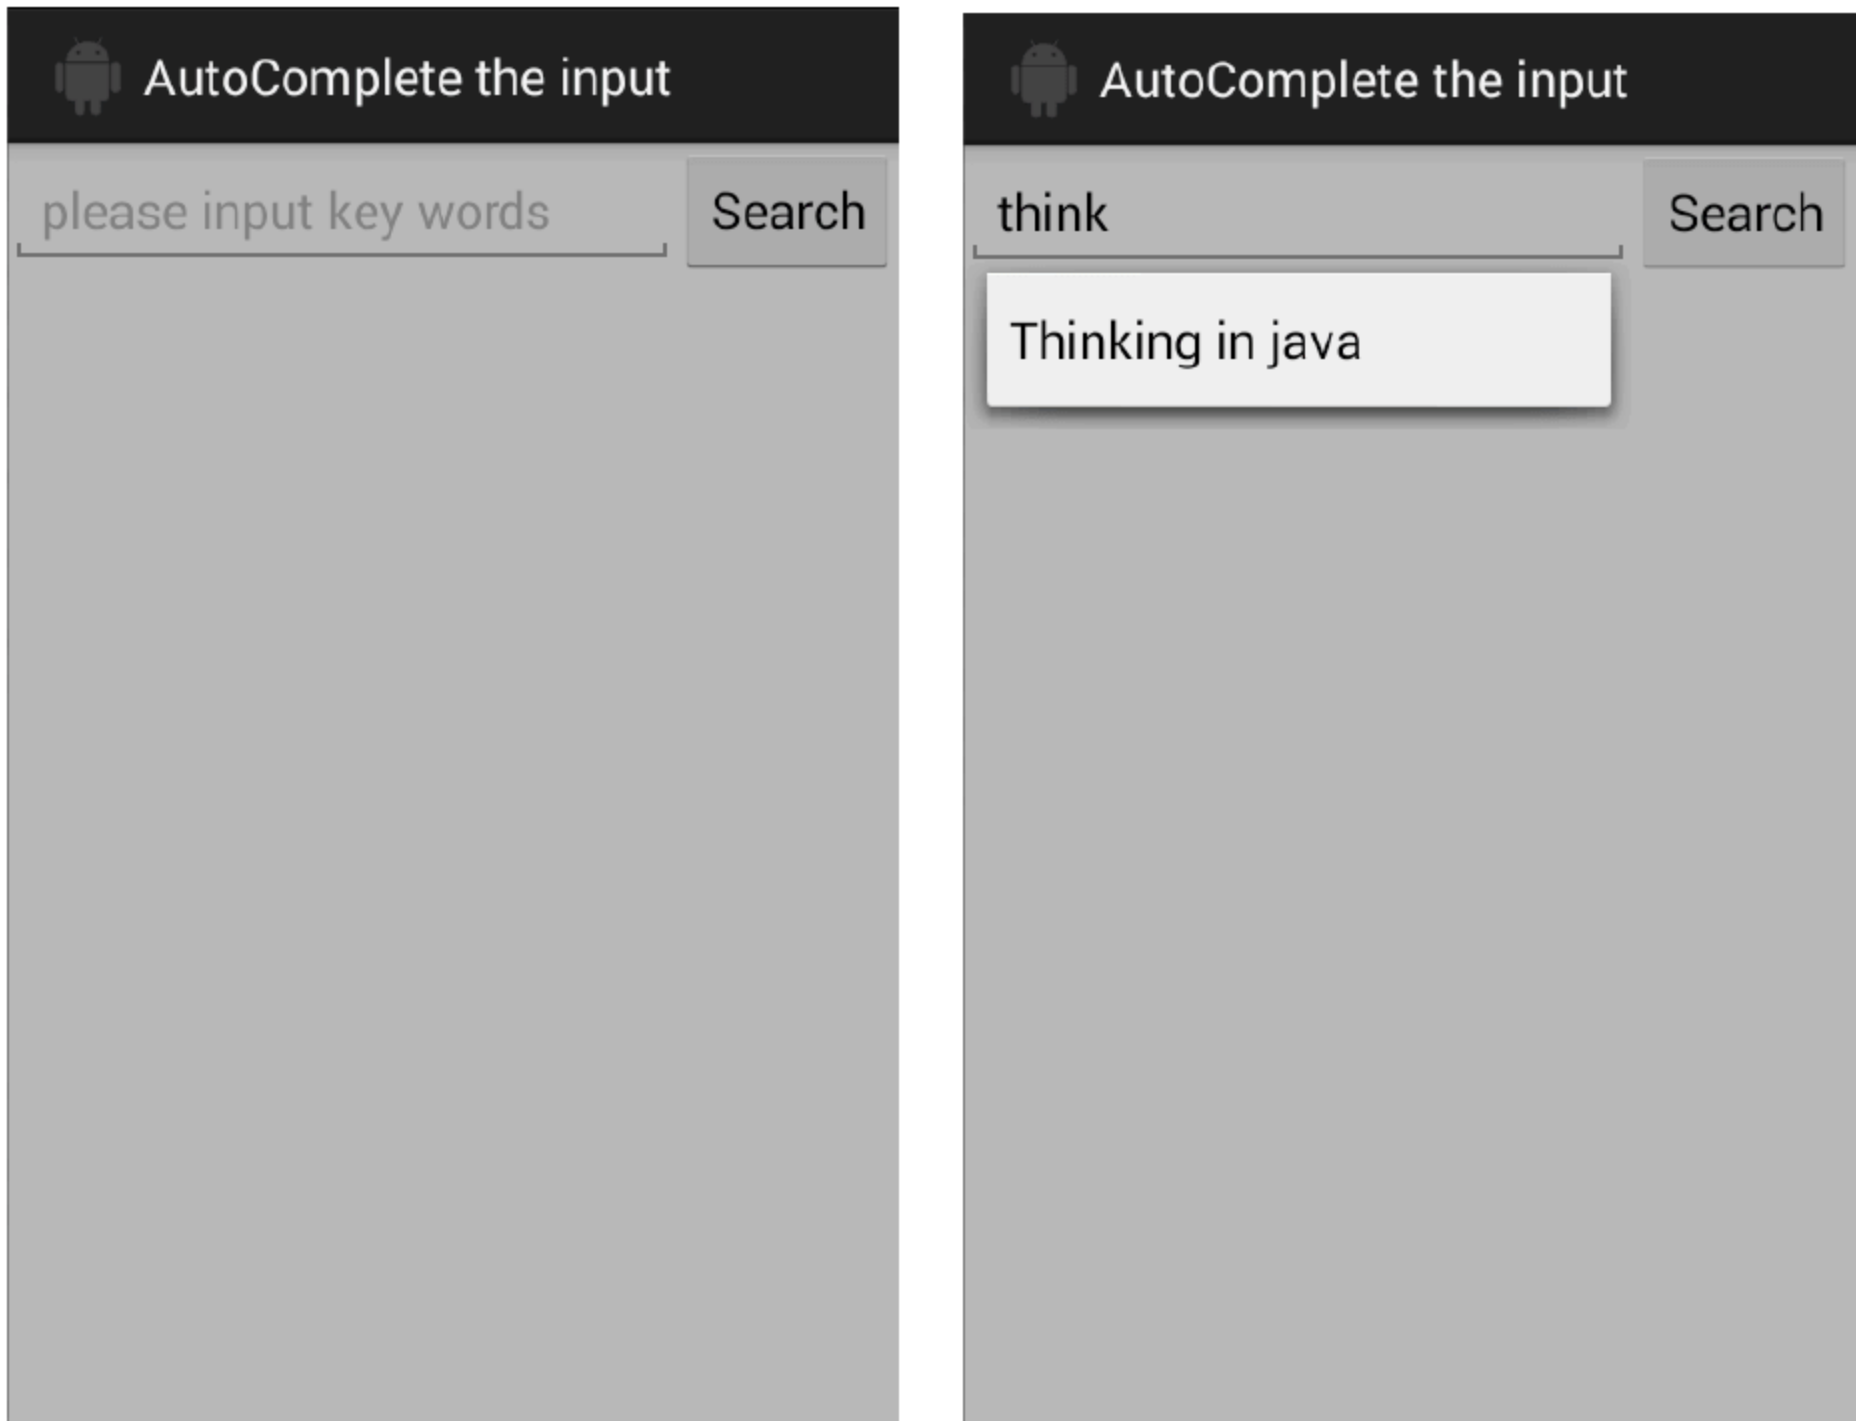 AutoComplete the input
please input key words
Search
AutoComplete the input
think
Search
Thinking in java